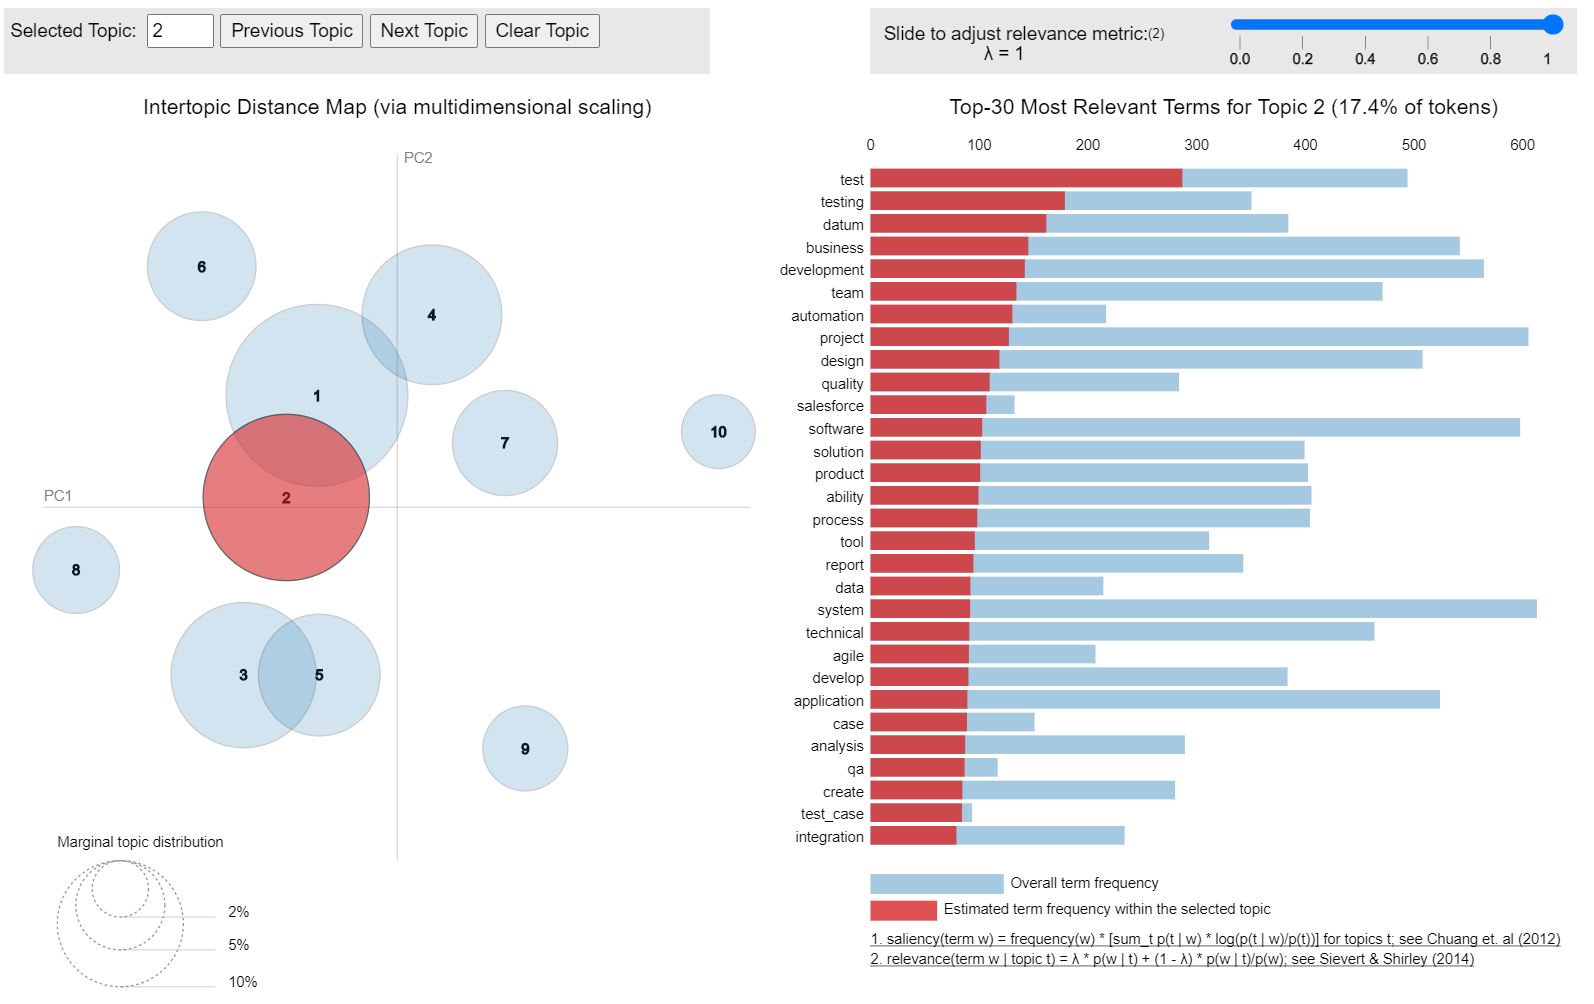 Selected Topic: 2 Previous Topic Next Topic Clear Topic
Slide to adjust relevance metric:(2)
λ = 1
0.0 0.2 0.4 0.6 0.8 1
Intertopic Distance Map (via multidimensional scaling)
PC2
6
4
1
7
10
2
PC1
8
3
5
9
Marginal topic distribution
2%
5%
10%
Top-30 Most Relevant Terms for Topic 2 (17.4% of tokens)
0 100 200 300 400 500 600
test
testing
datum
business
development
team
automation
project
design
quality
salesforce
software
solution
product
ability
process
tool
report
data
system
technical
agile
develop
application
case
analysis
qa
create
test_case
integration
Overall term frequency
Estimated term frequency within the selected topic
1. saliency(term w) = frequency(w) * [sum_t p(t | w) * log(p(t | w)/p(t))] for topics t; see Chuang et. al (2012)
2. relevance(term w | topic t) = λ * p(w | t) + (1 - λ) * p(w | t)/p(w); see Sievert & Shirley (2014)